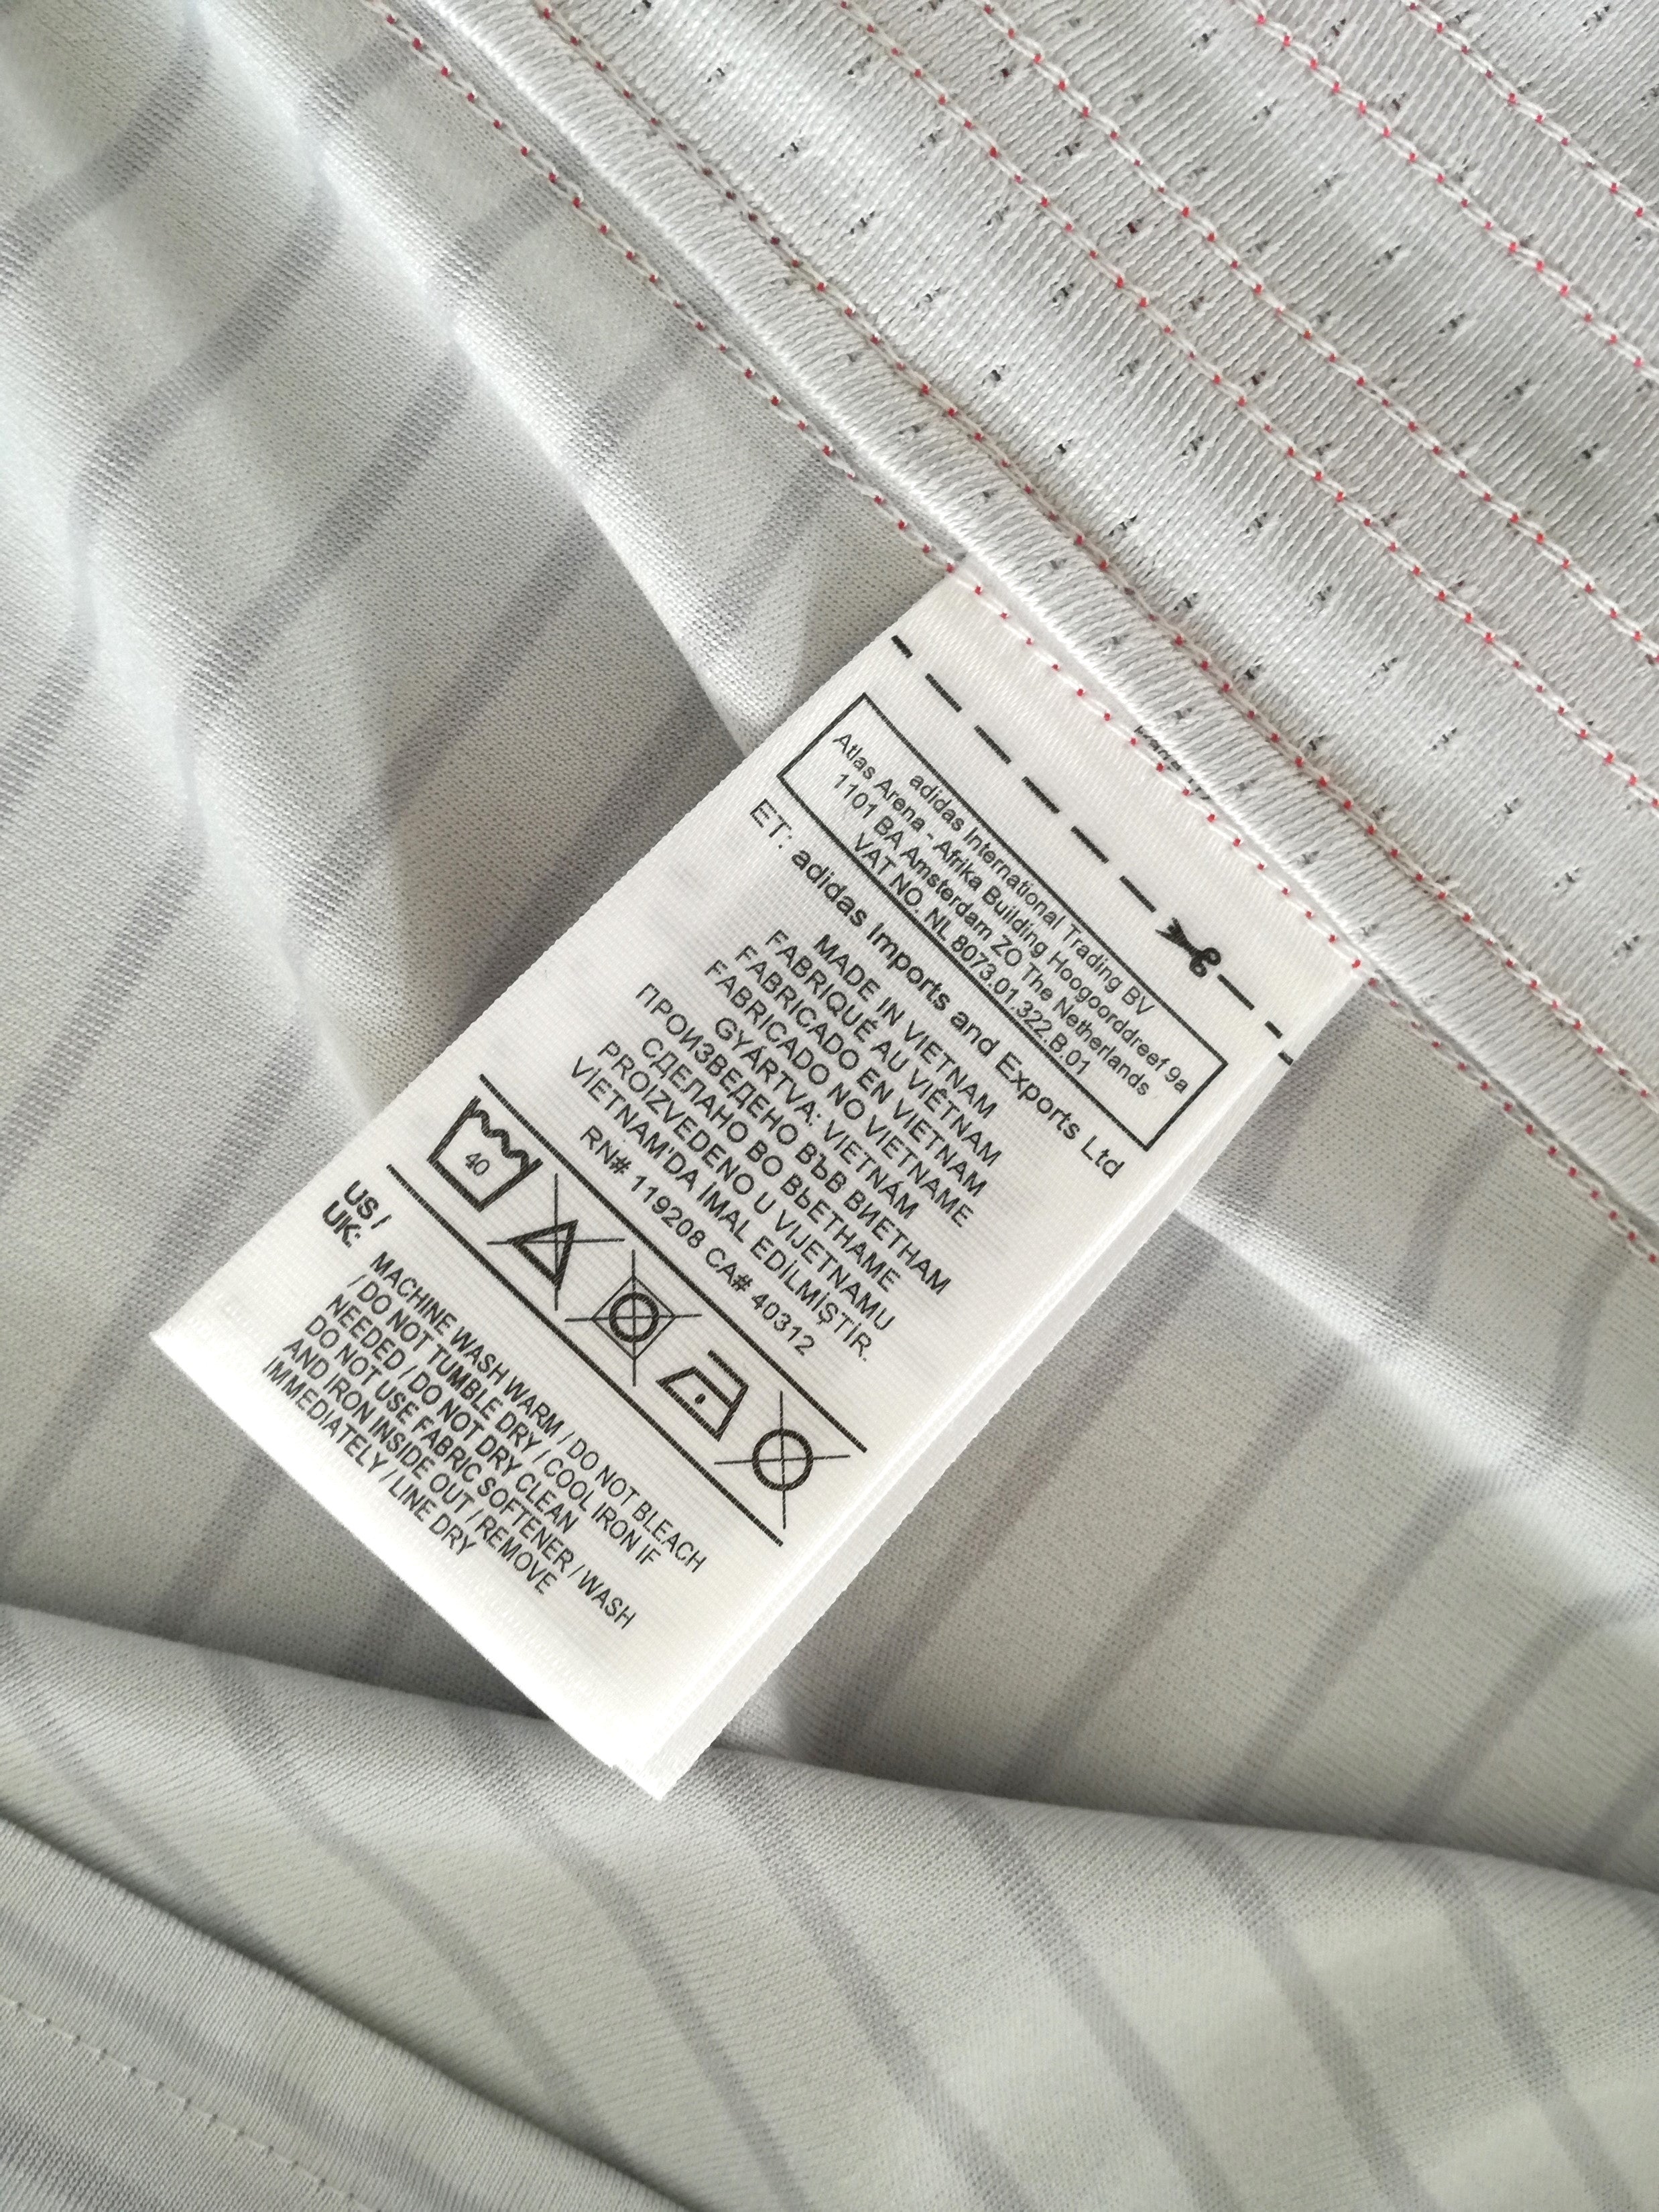 adidas International Trading BV
Atlas Arena - Afrika Building Hoogoorddreef 9a
1101 BA Amsterdam ZO The Netherlands
VAT NO. NL 8073.01.322.B.01
ET: adidas Imports and Exports Ltd
MADE IN VIETNAM
FABRIQUÉ AU VIÊTNAM
FABRICADO EN VIETNAM
FABRICADO NO VIETNAME
GYÁRTVA: VIETNÁM
ПРОИЗВЕДЕНО ВЪВ ВИЕТНАМ
СДЕЛАНО ВО ВЬЕТНАМЕ
PROIZVEDENO U VIJETNAMU
VİETNAM'DA İMAL EDİLMİŞTİR.
RN# 119208 CA# 40312
40
US /
UK:
MACHINE WASH WARM / DO NOT BLEACH
/ DO NOT TUMBLE DRY / COOL IRON IF
NEEDED / DO NOT DRY CLEAN
DO NOT USE FABRIC SOFTENER / WASH
AND IRON INSIDE OUT / REMOVE
IMMEDIATELY / LINE DRY